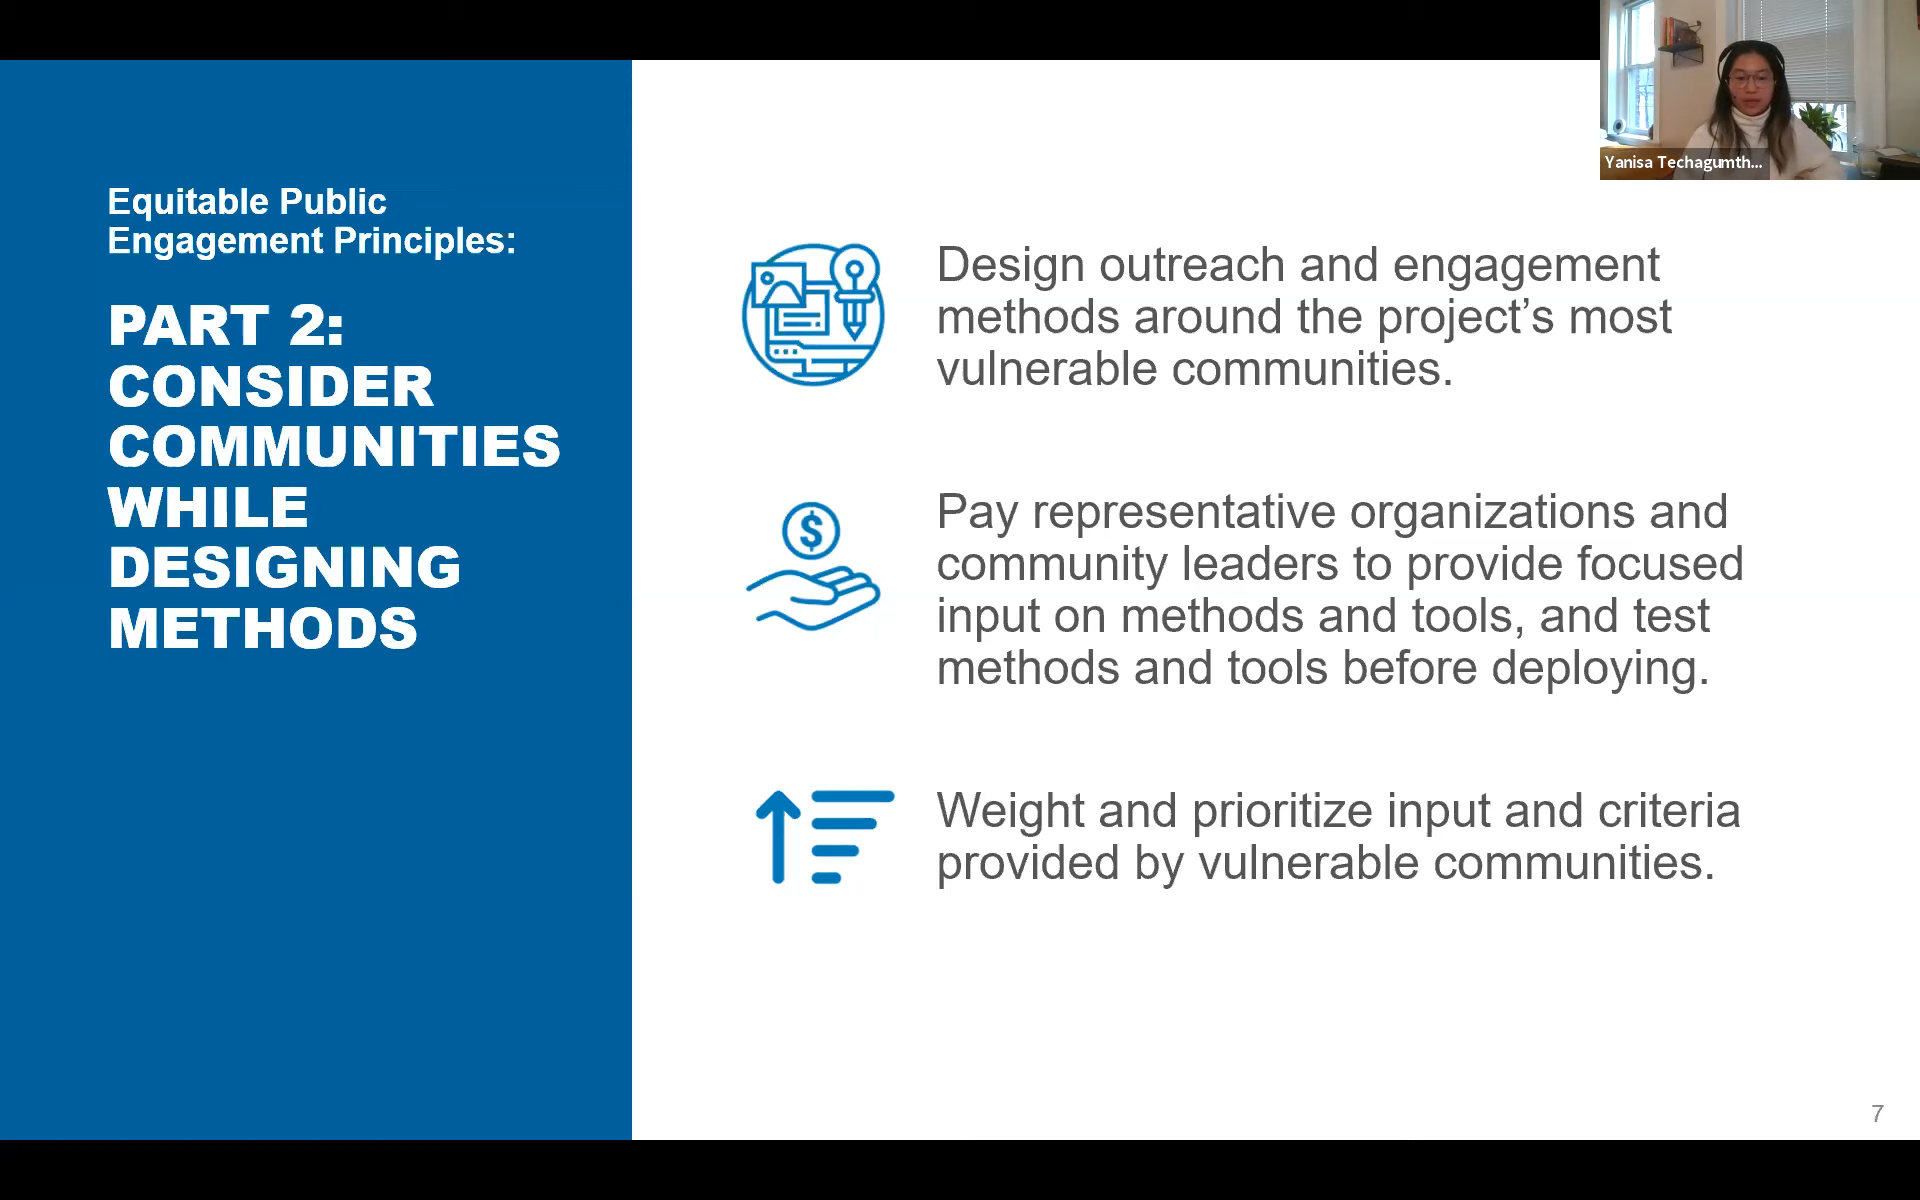 Yanisa Techagumth...
Equitable Public
Engagement Principles:
PART 2:
CONSIDER
COMMUNITIES
WHILE
DESIGNING
METHODS
Design outreach and engagement
methods around the project’s most
vulnerable communities.
$
Pay representative organizations and
community leaders to provide focused
input on methods and tools, and test
methods and tools before deploying.
Weight and prioritize input and criteria
provided by vulnerable communities.
7